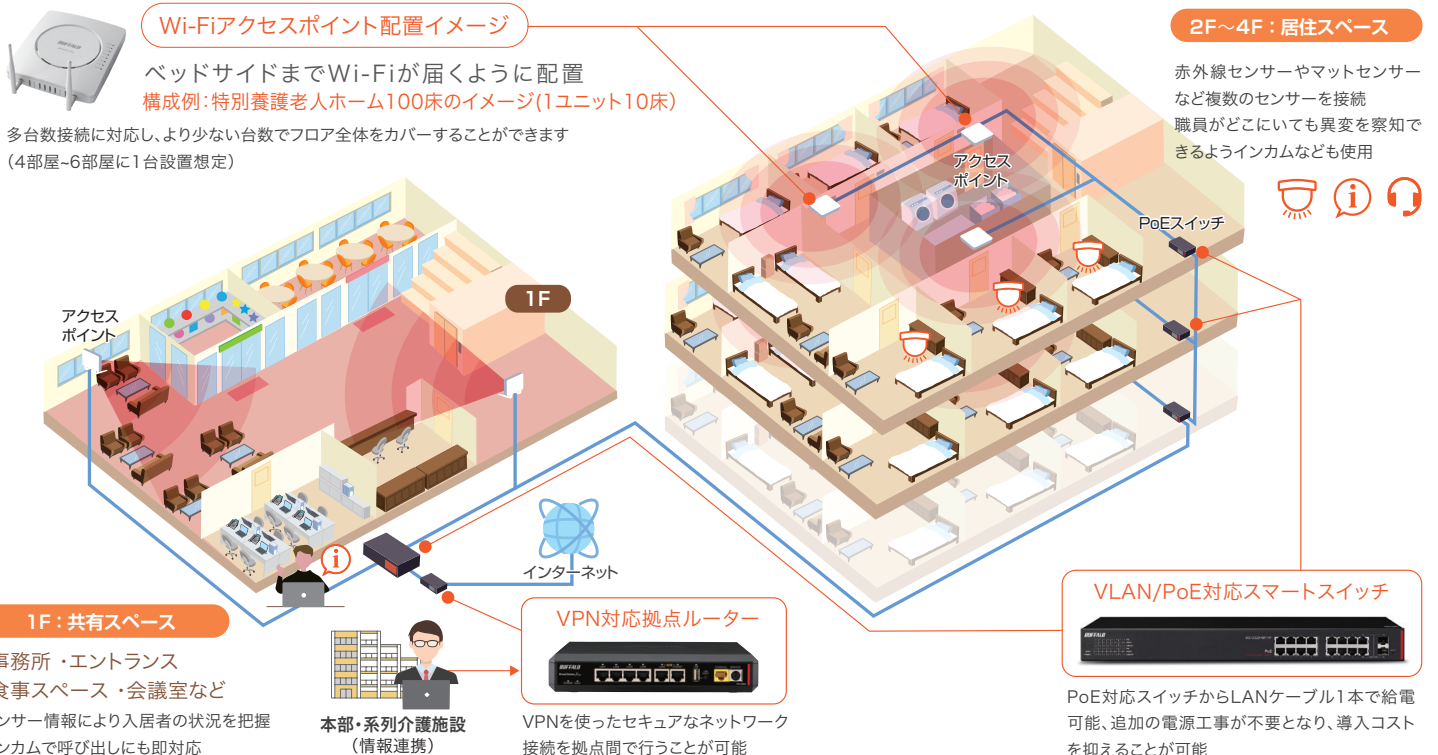 Wi-Fiアクセスポイント配置イメージ
ベッドサイドまでWi-Fiが届くように配置
構成例:特別養護老人ホーム100床のイメージ(1ユニット10床)
多台数接続に対応し、より少ない台数でフロア全体をカバーすることができます
(4部屋~6部屋に1台設置想定)
2F～4F:居住スペース
赤外線センサーやマットセンサー
など複数のセンサーを接続
職員がどこにいても異変を察知で
きるようインカムなども使用
アクセス
ポイント
PoEスイッチ
1F
アクセス
ポイント
インターネット
1F:共有スペース
事務所 ・エントランス
食事スペース ・会議室など
ンサー情報により入居者の状況を把握
ンカムで呼び出しにも即対応
本部・系列介護施設
(情報連携)
VPN対応拠点ルーター
BUFFALO
VPNを使ったセキュアなネットワーク
接続を拠点間で行うことが可能
VLAN/PoE対応スマートスイッチ
BUFFALO
PoE
PoE対応スイッチからLANケーブル1本で給電
可能、追加の電源工事が不要となり、導入コスト
を抑えることが可能